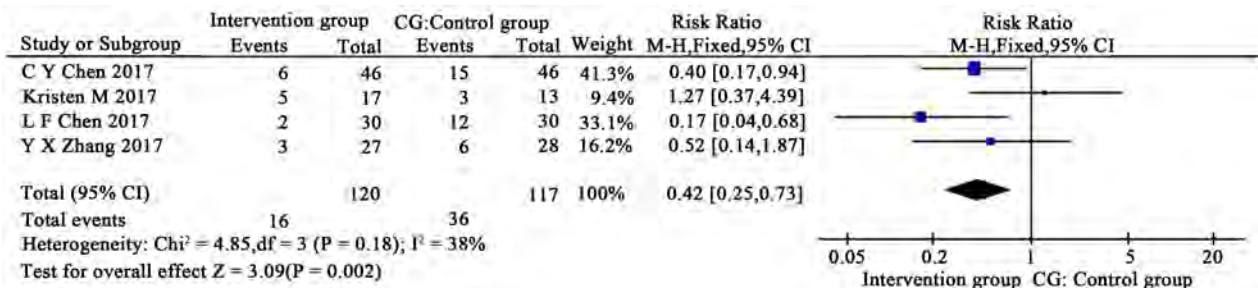 Intervention group CG:Control group Risk Ratio Risk Ratio
Study or Subgroup Events Total Events Total Weight M-H,Fixed,95% CI M-H,Fixed,95% CI
C Y Chen 2017 6 46 15 46 41.3% 0.40 [0.17,0.94]
Kristen M 2017 5 17 3 13 9.4% 1.27 [0.37,4.39]
L F Chen 2017 2 30 12 30 33.1% 0.17 [0.04,0.68]
Y X Zhang 2017 3 27 6 28 16.2% 0.52 [0.14,1.87]
Total (95% CI) 120 117 100% 0.42 [0.25,0.73]
Total events 16 36
Heterogeneity: Chi² = 4.85,df = 3 (P = 0.18); I² = 38%
Test for overall effect Z = 3.09(P = 0.002)
0.05 0.2 1 5 20
Intervention group CG: Control group